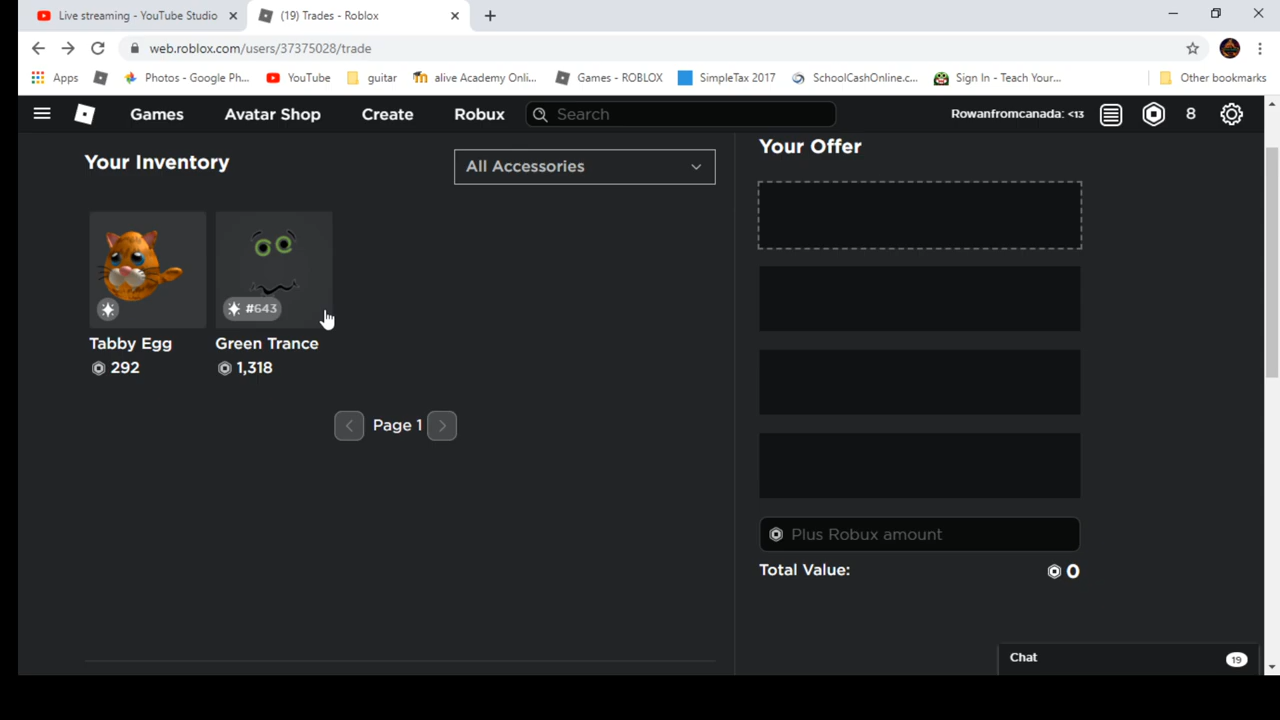 Live streaming - YouTube Studio
(19) Trades - Roblox
web.roblox.com/users/37375028/trade
Apps
Photos - Google Ph...
YouTube
guitar
alive Academy Onli...
Games - ROBLOX
SimpleTax 2017
SchoolCashOnline.c...
Sign In - Teach Your...
Other bookmarks
Games
Avatar Shop
Create
Robux
Search
Rowanfromcanada: <13
8
Your Inventory
All Accessories
Your Offer
#643
Tabby Egg
Green Trance
292
1,318
Page 1
Plus Robux amount
Total Value:
0
Chat
19